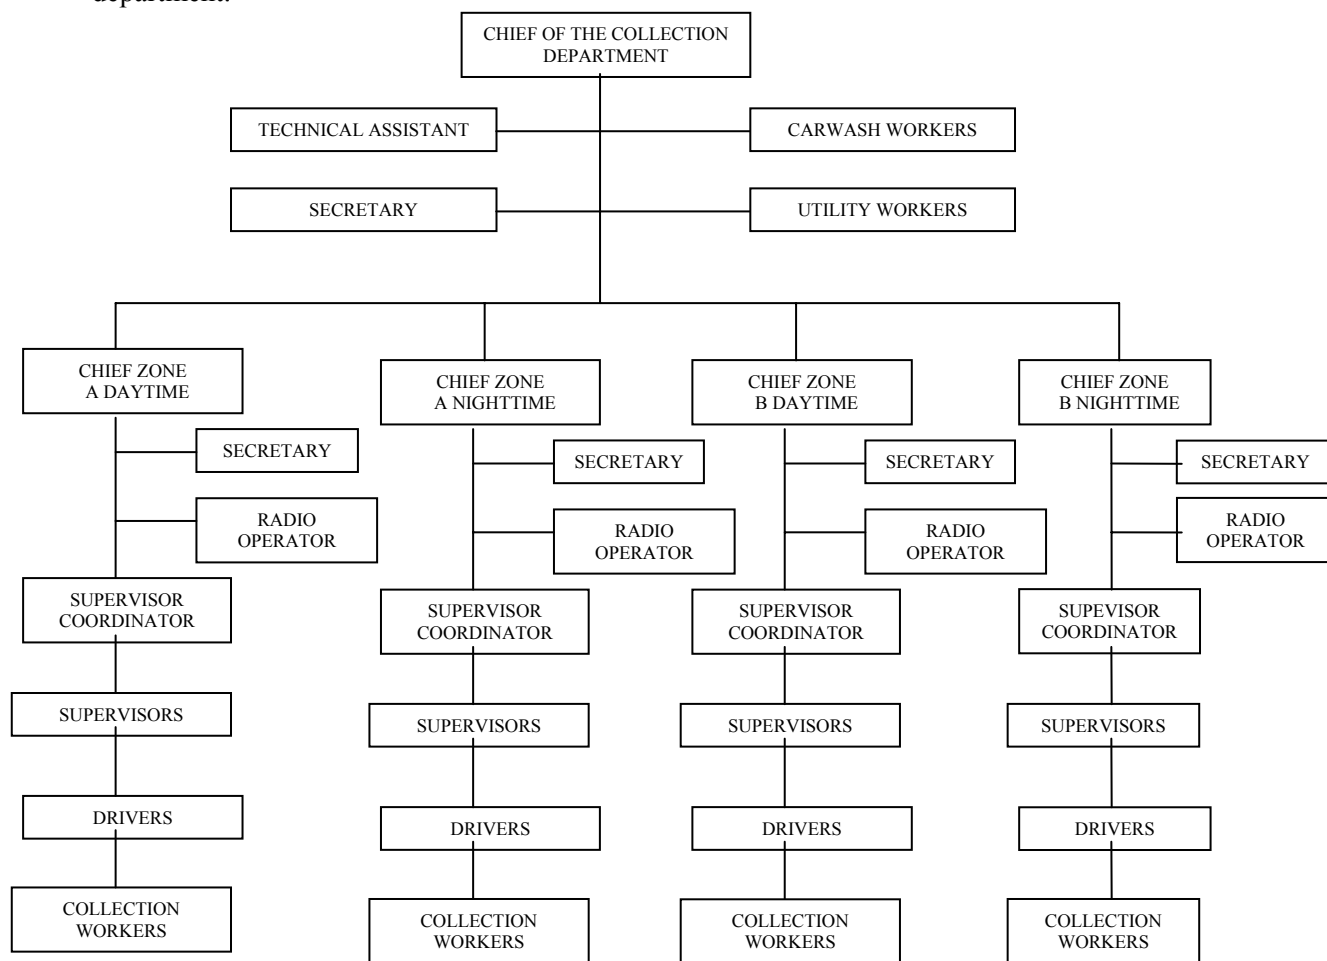 department.
CHIEF OF THE COLLECTION
DEPARTMENT
TECHNICAL ASSISTANT
CARWASH WORKERS
SECRETARY
UTILITY WORKERS
CHIEF ZONE
A DAYTIME
CHIEF ZONE
A NIGHTTIME
CHIEF ZONE
B DAYTIME
CHIEF ZONE
B NIGHTTIME
SECRETARY
SECRETARY
SECRETARY
SECRETARY
RADIO
OPERATOR
RADIO
OPERATOR
RADIO
OPERATOR
RADIO
OPERATOR
SUPERVISOR
COORDINATOR
SUPERVISOR
COORDINATOR
SUPERVISOR
COORDINATOR
SUPEVISOR
COORDINATOR
SUPERVISORS
SUPERVISORS
SUPERVISORS
SUPERVISORS
DRIVERS
DRIVERS
DRIVERS
DRIVERS
COLLECTION
WORKERS
COLLECTION
WORKERS
COLLECTION
WORKERS
COLLECTION
WORKERS